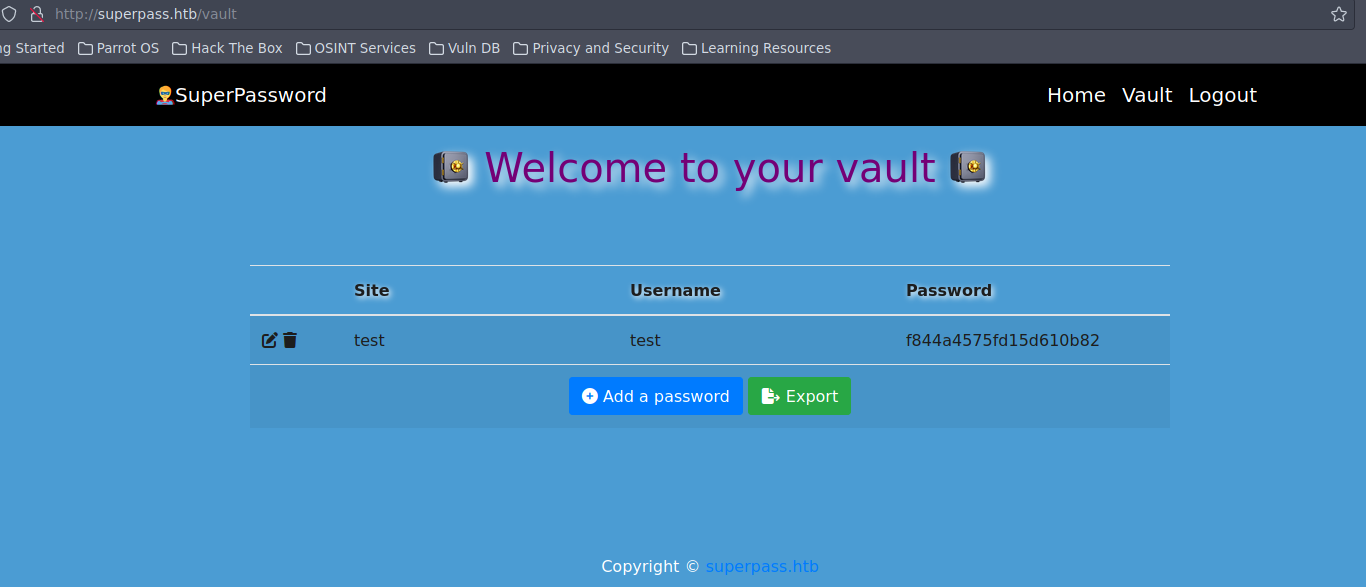 http://superpass.htb/vault
ng Started Parrot OS Hack The Box OSINT Services Vuln DB Privacy and Security Learning Resources
SuperPassword Home Vault Logout
Welcome to your vault
Site Username Password
test test f844a4575fd15d610b82
Add a password Export
Copyright © superpass.htb